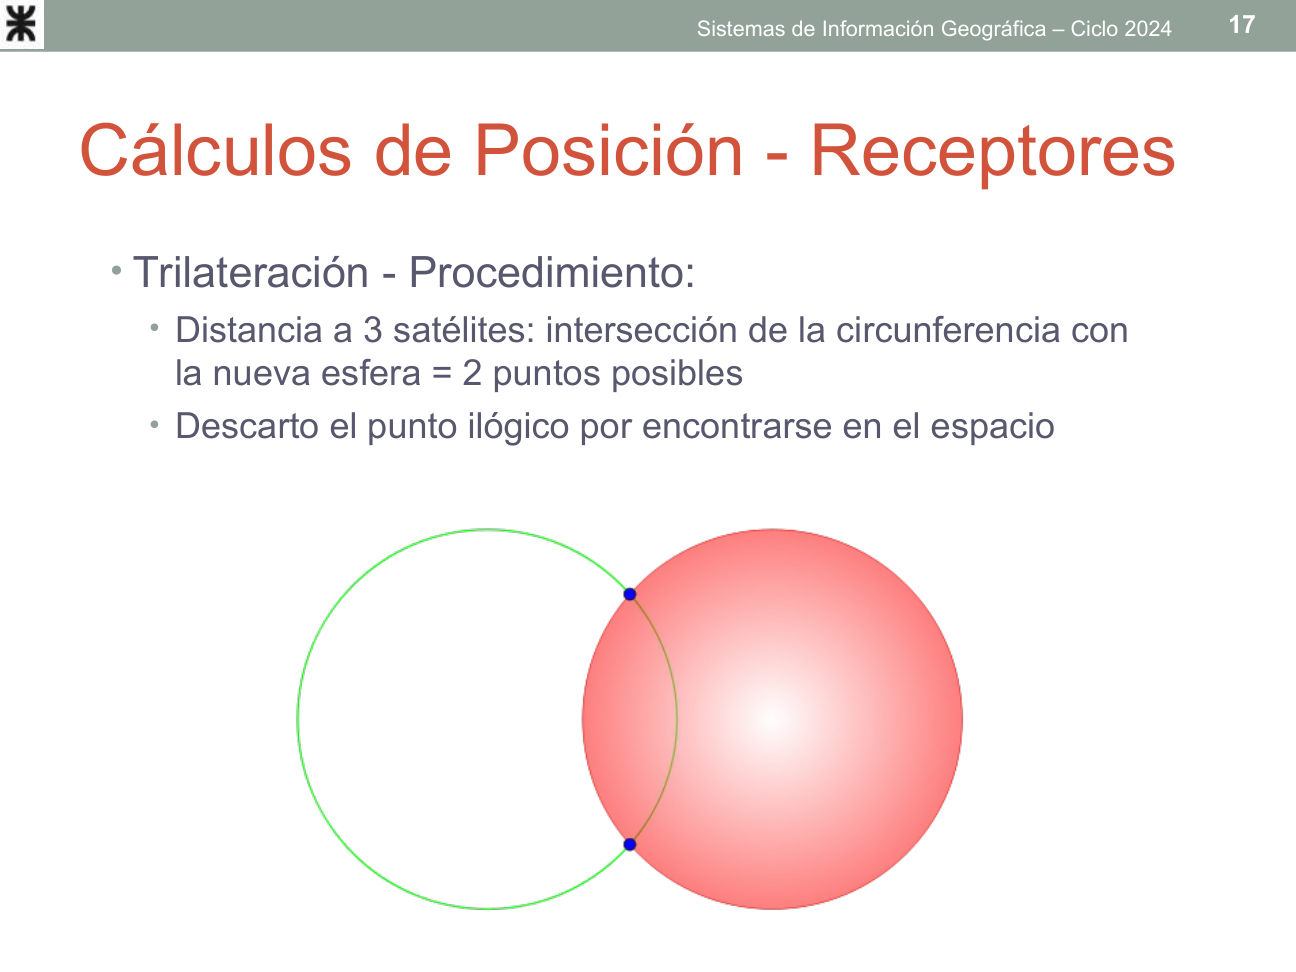 Sistemas de Información Geográfica – Ciclo 2024 17
Cálculos de Posición - Receptores
• Trilateración - Procedimiento:
• Distancia a 3 satélites: intersección de la circunferencia con
la nueva esfera = 2 puntos posibles
• Descarto el punto ilógico por encontrarse en el espacio